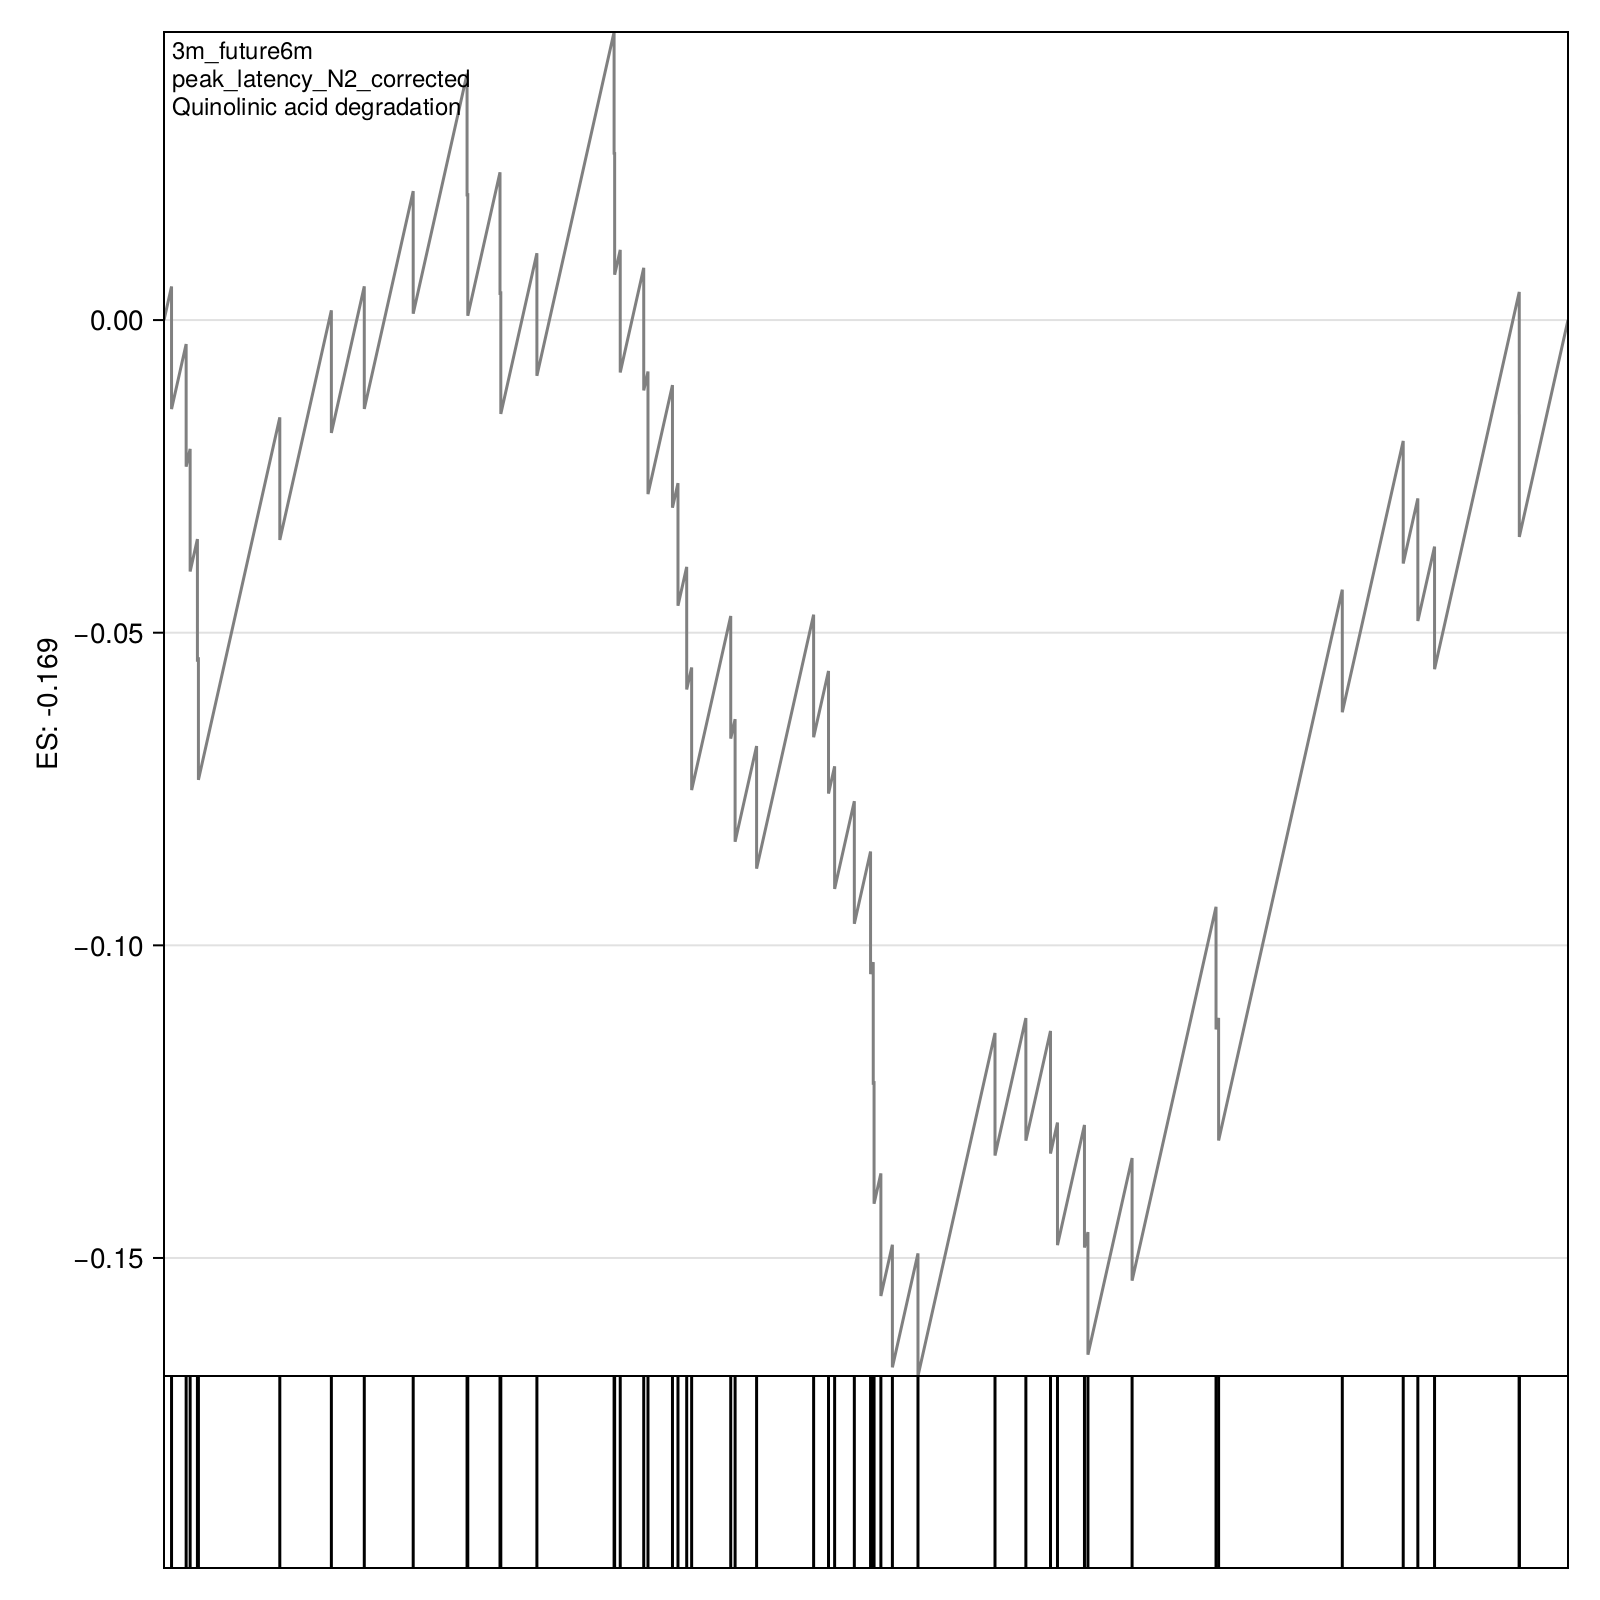 3m_future6m
peak_latency_N2_corrected
Quinolinic acid degradation
0.00
−0.05
ES: -0.169
−0.10
−0.15